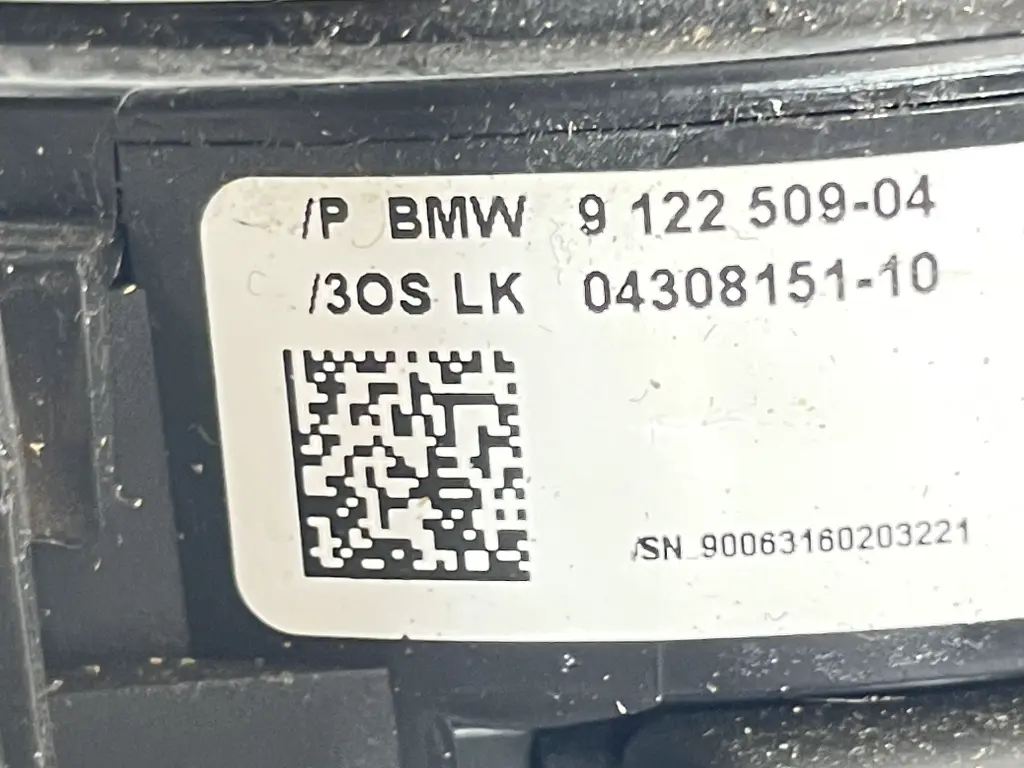 /P BMW 9 122 509-04
/3OS LK 04308151-10
/SN 90063160203221